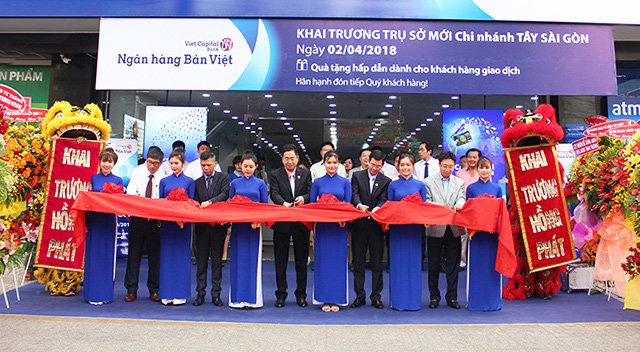 Viet Capital
Bank
Ngân hàng Bản Việt
KHAI TRƯƠNG TRỤ SỞ MỚI Chi nhánh TÂY SÀI GÒN
Ngày 02/04/2018
Quà tặng hấp dẫn dành cho khách hàng giao dịch
Hân hạnh đón tiếp Quý khách hàng!
N PHẨM
atm
KHAI
TRƯƠNG
HỒNG
PHÁT
KHAI
TRƯƠNG
HỒNG
PHÁT